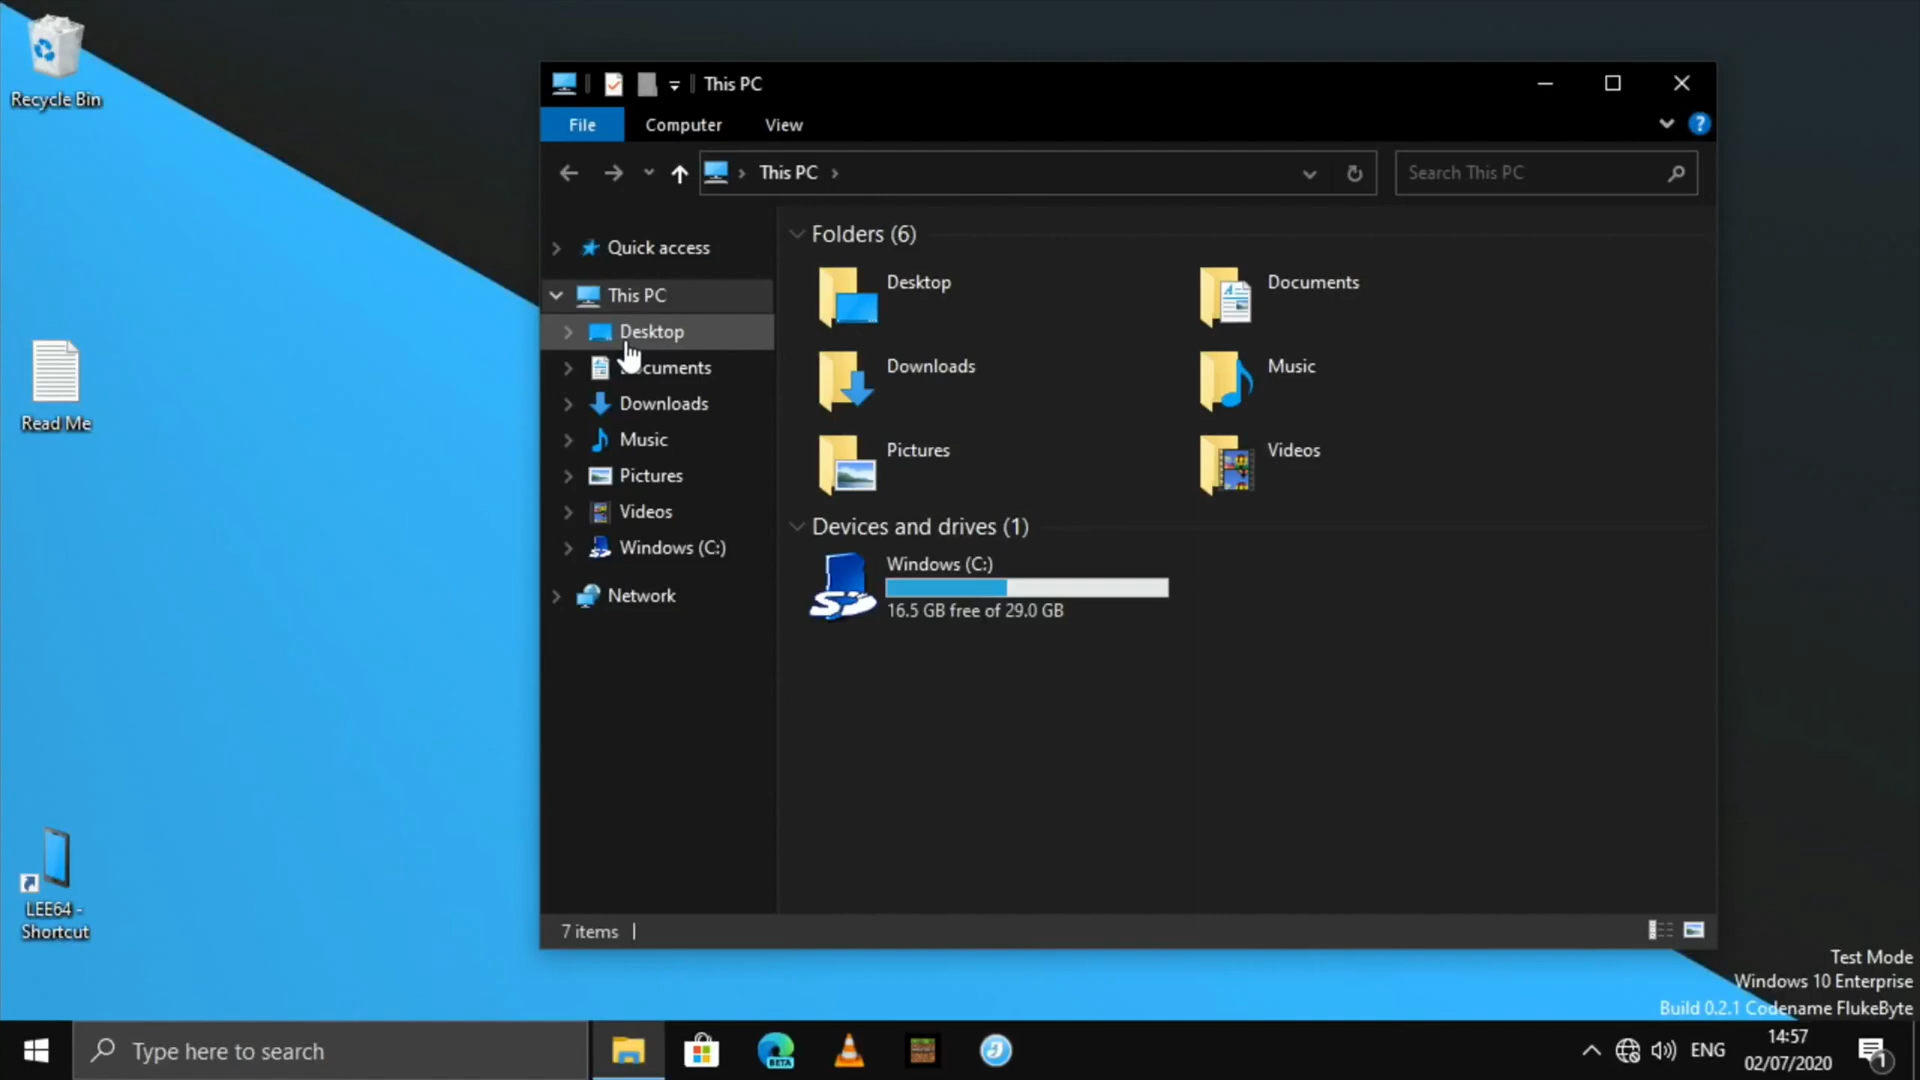 Recycle Bin
Read Me
LEE64 -
Shortcut
This PC
File
Computer
View
This PC
Search This PC
Quick access
This PC
Desktop
Documents
Downloads
Music
Pictures
Videos
Windows (C:)
Network
Folders (6)
Desktop
Documents
Downloads
Music
Pictures
Videos
Devices and drives (1)
Windows (C:)
16.5 GB free of 29.0 GB
7 items
Test Mode
Windows 10 Enterprise
Build 0.2.1 Codename FlukeByte
Type here to search
BETA
ENG
14:57
02/07/2020
1